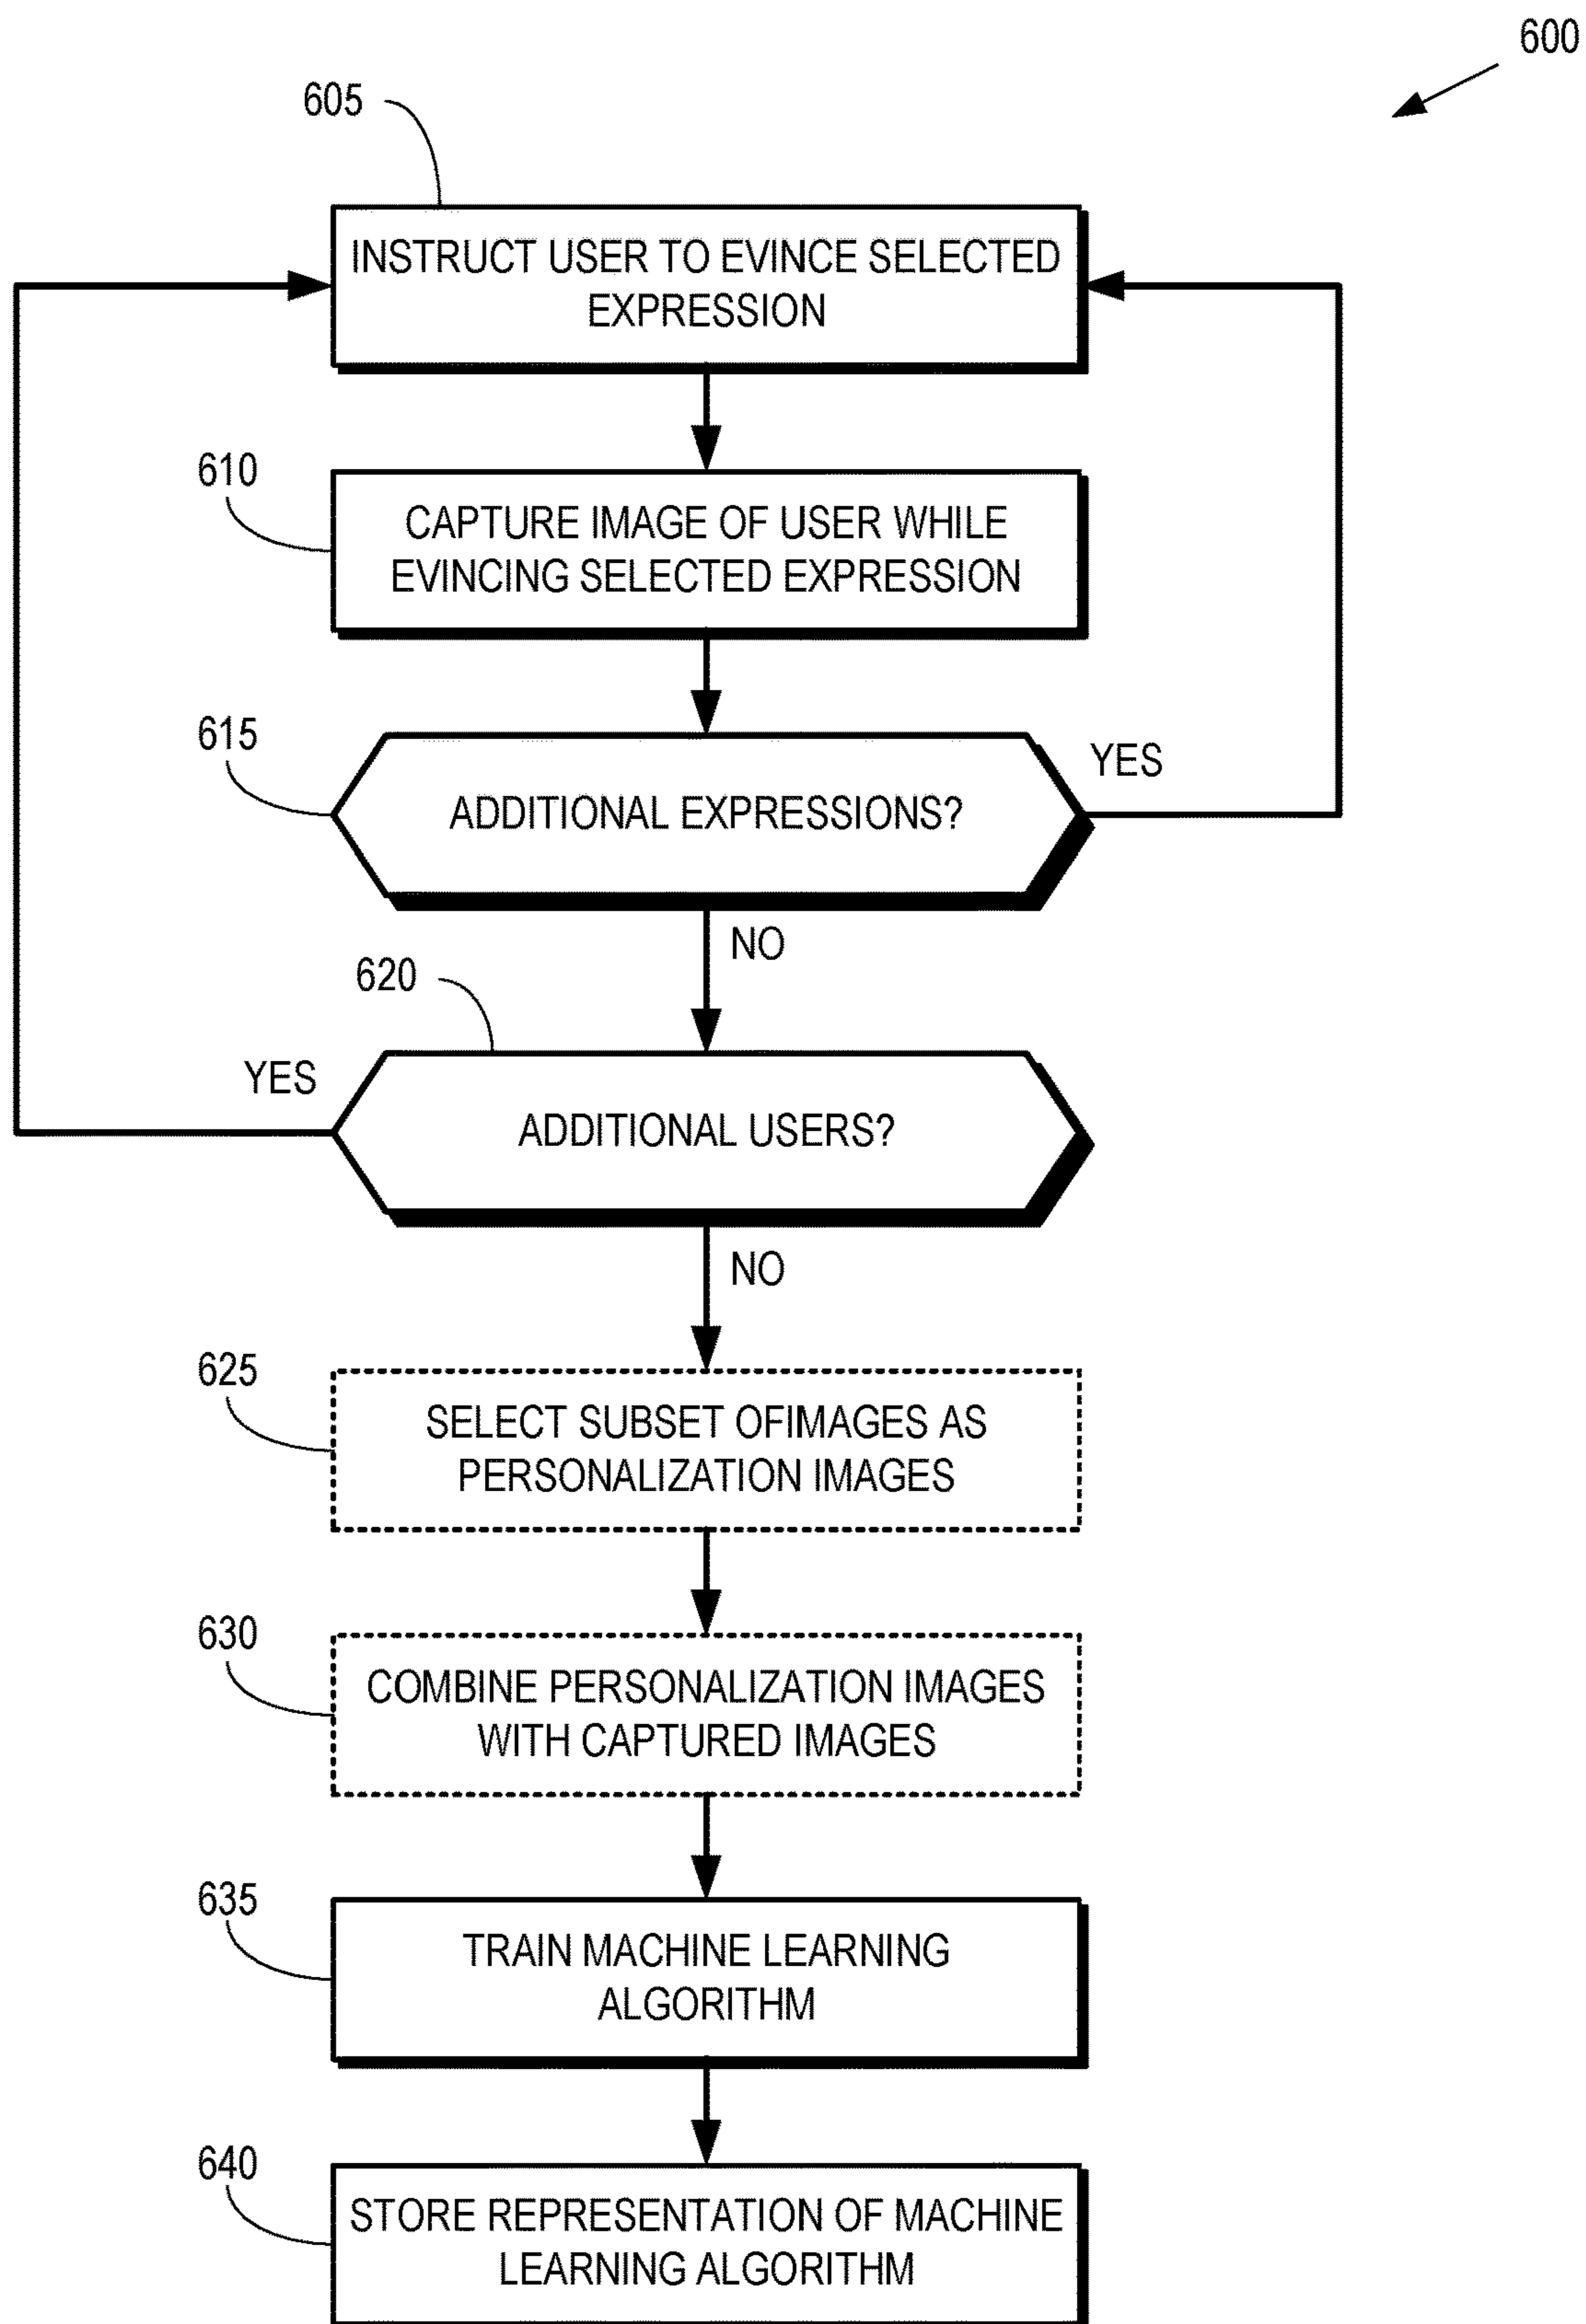 600
605
INSTRUCT USER TO EVINCE SELECTED
EXPRESSION
610
CAPTURE IMAGE OF USER WHILE
EVINCING SELECTED EXPRESSION
615
ADDITIONAL EXPRESSIONS?
YES
NO
620
YES
ADDITIONAL USERS?
NO
625
SELECT SUBSET OFIMAGES AS
PERSONALIZATION IMAGES
630
COMBINE PERSONALIZATION IMAGES
WITH CAPTURED IMAGES
635
TRAIN MACHINE LEARNING
ALGORITHM
640
STORE REPRESENTATION OF MACHINE
LEARNING ALGORITHM